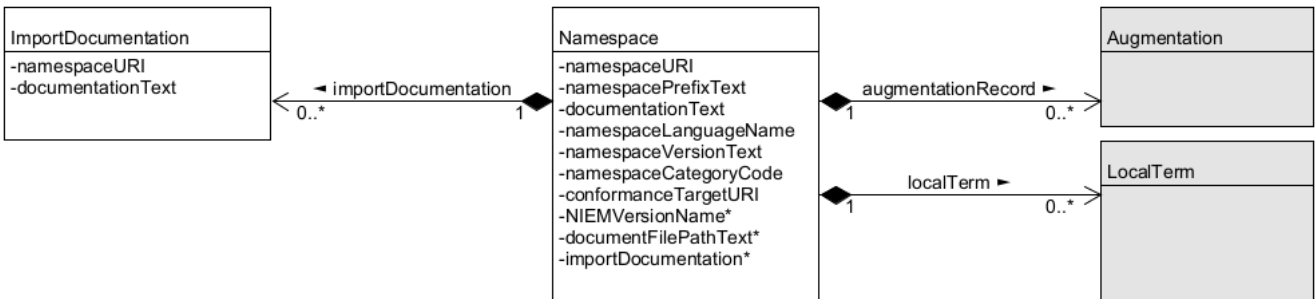 ImportDocumentation
-namespaceURI
-documentationText
◄ importDocumentation
0..*
1
Namespace
-namespaceURI
-namespacePrefixText
-documentationText
-namespaceLanguageName
-namespaceVersionText
-namespaceCategoryCode
-conformanceTargetURI
-NIEMVersionName*
-documentFilePathText*
-importDocumentation*
augmentationRecord ►
1
0..*
Augmentation
localTerm ►
1
0..*
LocalTerm